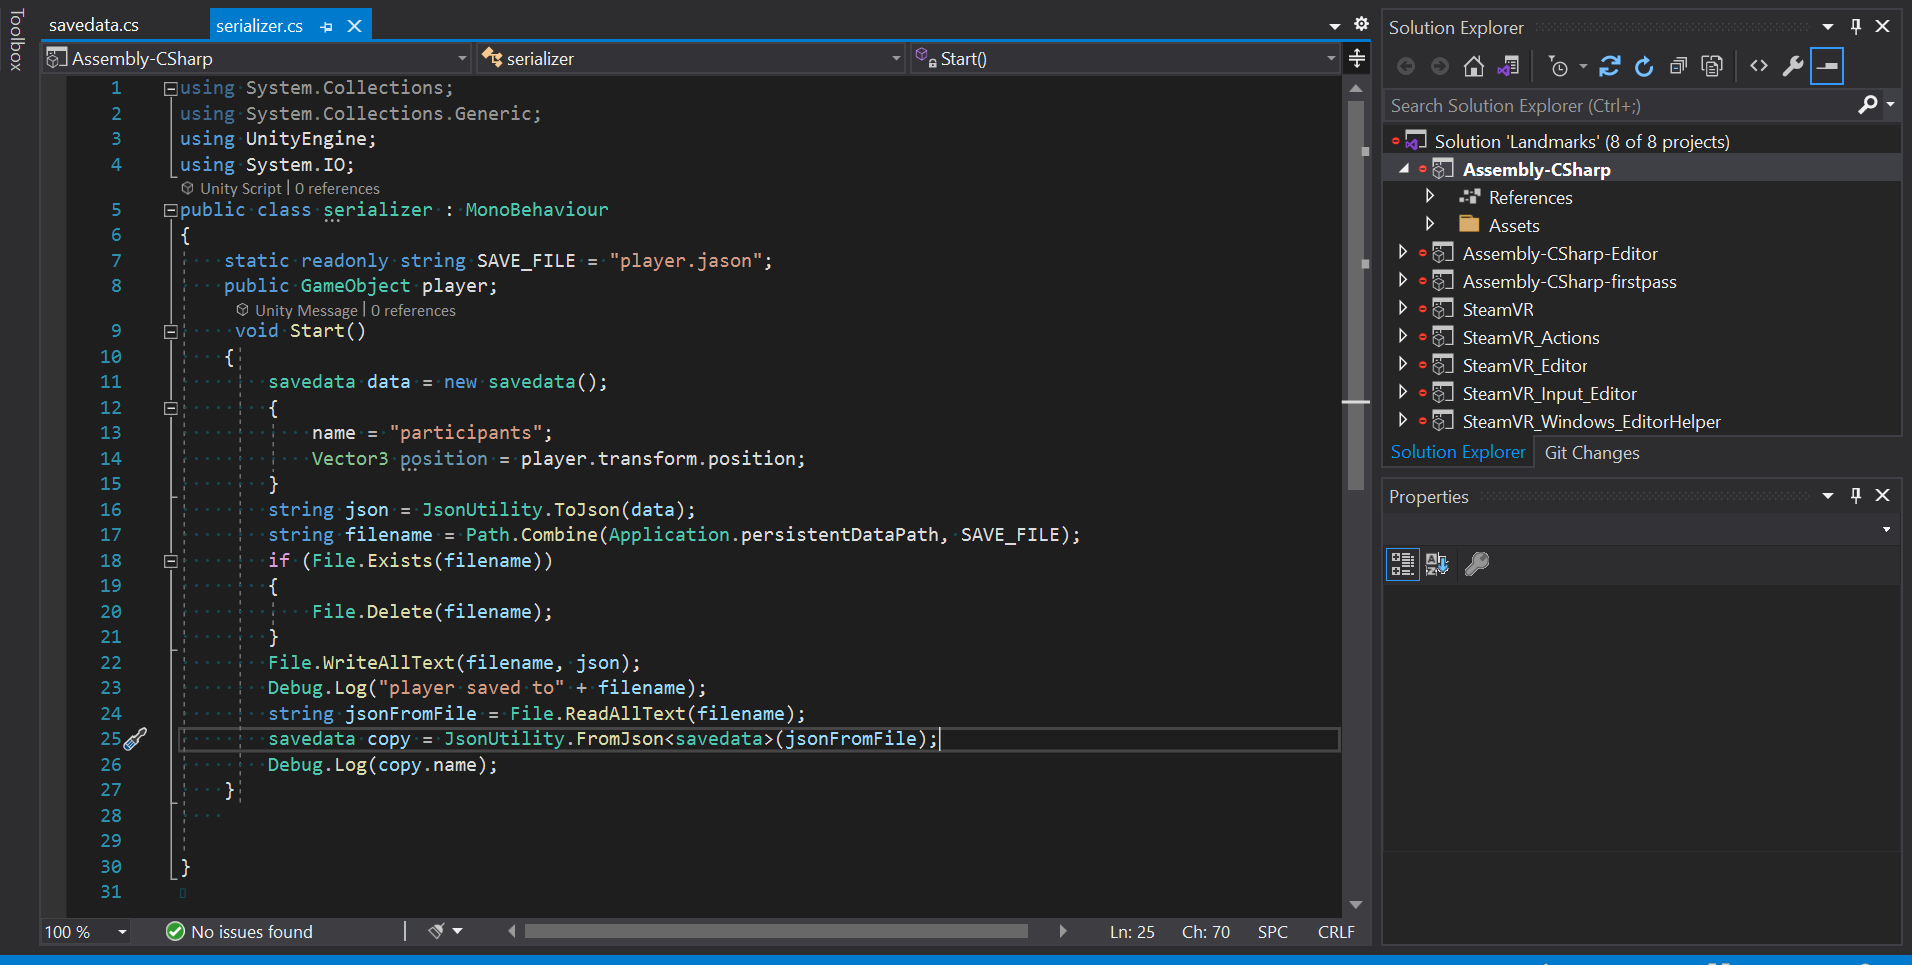 Toolbox
savedata.cs
serializer.cs
Assembly-CSharp
serializer
Start()
1 using System.Collections;
2 using System.Collections.Generic;
3 using UnityEngine;
4 using System.IO;
Unity Script | 0 references
5 public class serializer : MonoBehaviour
6 {
7 static readonly string SAVE_FILE = "player.jason";
8 public GameObject player;
Unity Message | 0 references
9 void Start()
10 {
11 savedata data = new savedata();
12 {
13 name = "participants";
14 Vector3 position = player.transform.position;
15 }
16 string json = JsonUtility.ToJson(data);
17 string filename = Path.Combine(Application.persistentDataPath, SAVE_FILE);
18 if (File.Exists(filename))
19 {
20 File.Delete(filename);
21 }
22 File.WriteAllText(filename, json);
23 Debug.Log("player saved to" + filename);
24 string jsonFromFile = File.ReadAllText(filename);
25 savedata copy = JsonUtility.FromJson<savedata>(jsonFromFile);
26 Debug.Log(copy.name);
27 }
28
29
30 }
31
100 %
No issues found
Ln: 25
Ch: 70
SPC
CRLF
Solution Explorer
Search Solution Explorer (Ctrl+;)
Solution 'Landmarks' (8 of 8 projects)
Assembly-CSharp
References
Assets
Assembly-CSharp-Editor
Assembly-CSharp-firstpass
SteamVR
SteamVR_Actions
SteamVR_Editor
SteamVR_Input_Editor
SteamVR_Windows_EditorHelper
Solution Explorer
Git Changes
Properties